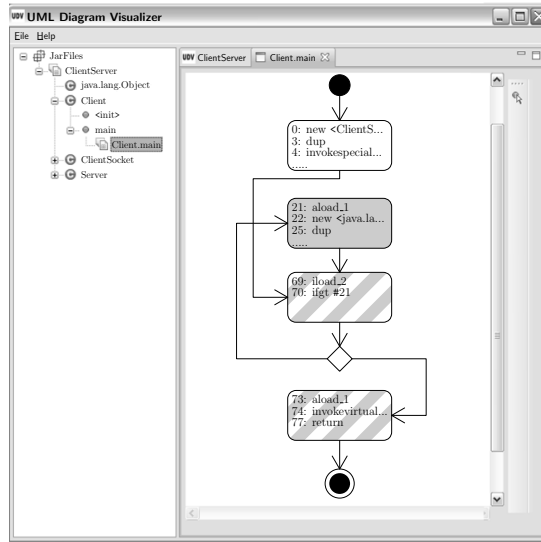 UDV UML Diagram Visualizer
File Help
JarFiles
ClientServer
java.lang.Object
Client
<init>
main
Client.main
ClientSocket
Server
UDV ClientServer Client.main
0: new <ClientS...
3: dup
4: invokespecial...
.....
21: aload_1
22: new <java.la...
25: dup
.....
69: iload_2
70: ifgt #21
73: aload_1
74: invokevirtual...
77: return